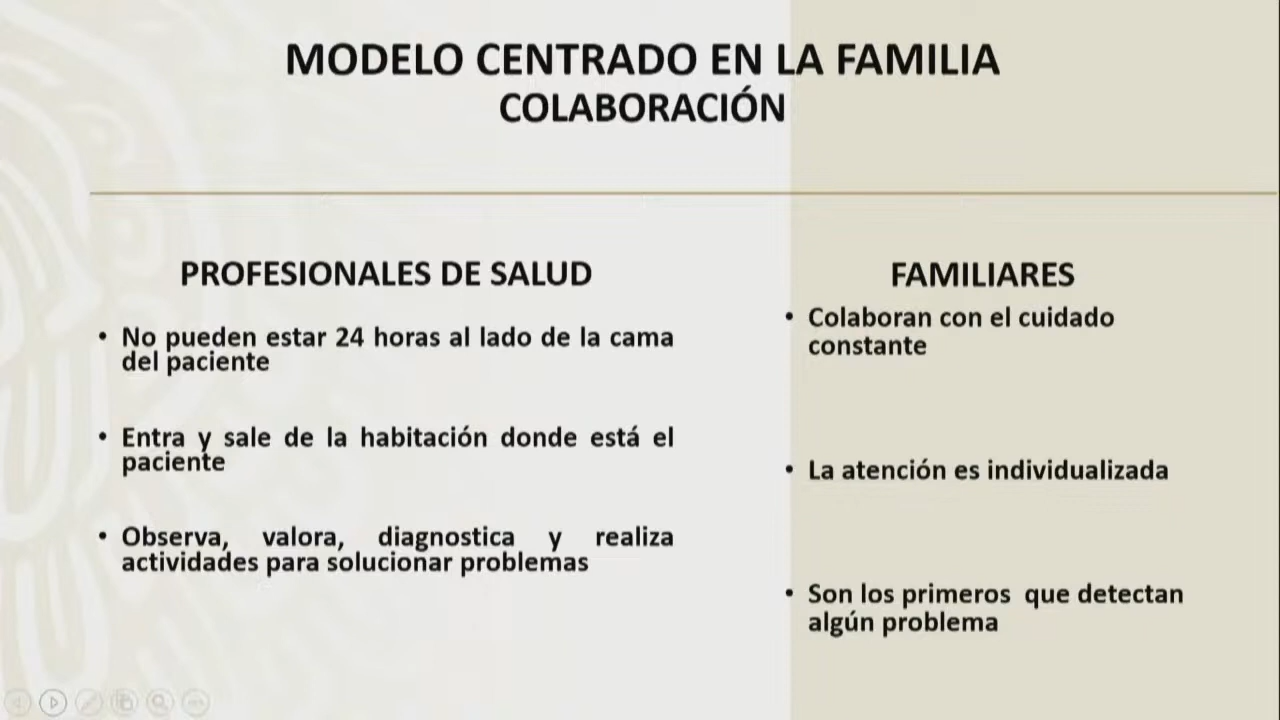 MODELO CENTRADO EN LA FAMILIA
COLABORACIÓN
PROFESIONALES DE SALUD
• No pueden estar 24 horas al lado de la cama
del paciente
• Entra y sale de la habitación donde está el
paciente
• Observa, valora, diagnostica y realiza
actividades para solucionar problemas
FAMILIARES
• Colaboran con el cuidado
constante
• La atención es individualizada
• Son los primeros que detectan
algún problema